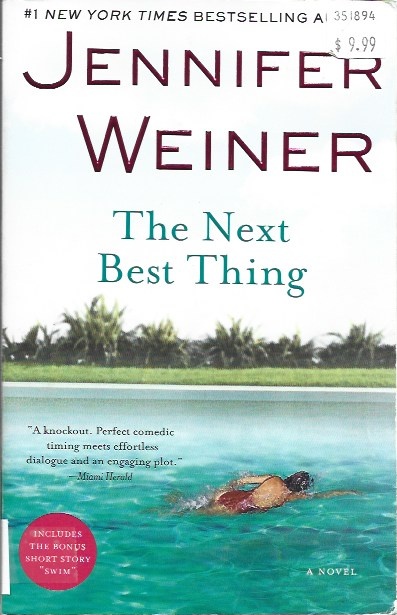 #1 NEW YORK TIMES BESTSELLING A
351894
$ 9.99
JENNIFER
WEINER
The Next
Best Thing
"A knockout. Perfect comedic
timing meets effortless
dialogue and an engaging plot."
—Miami Herald
INCLUDES
THE BONUS
SHORT STORY
"SWIM"
A NOVEL